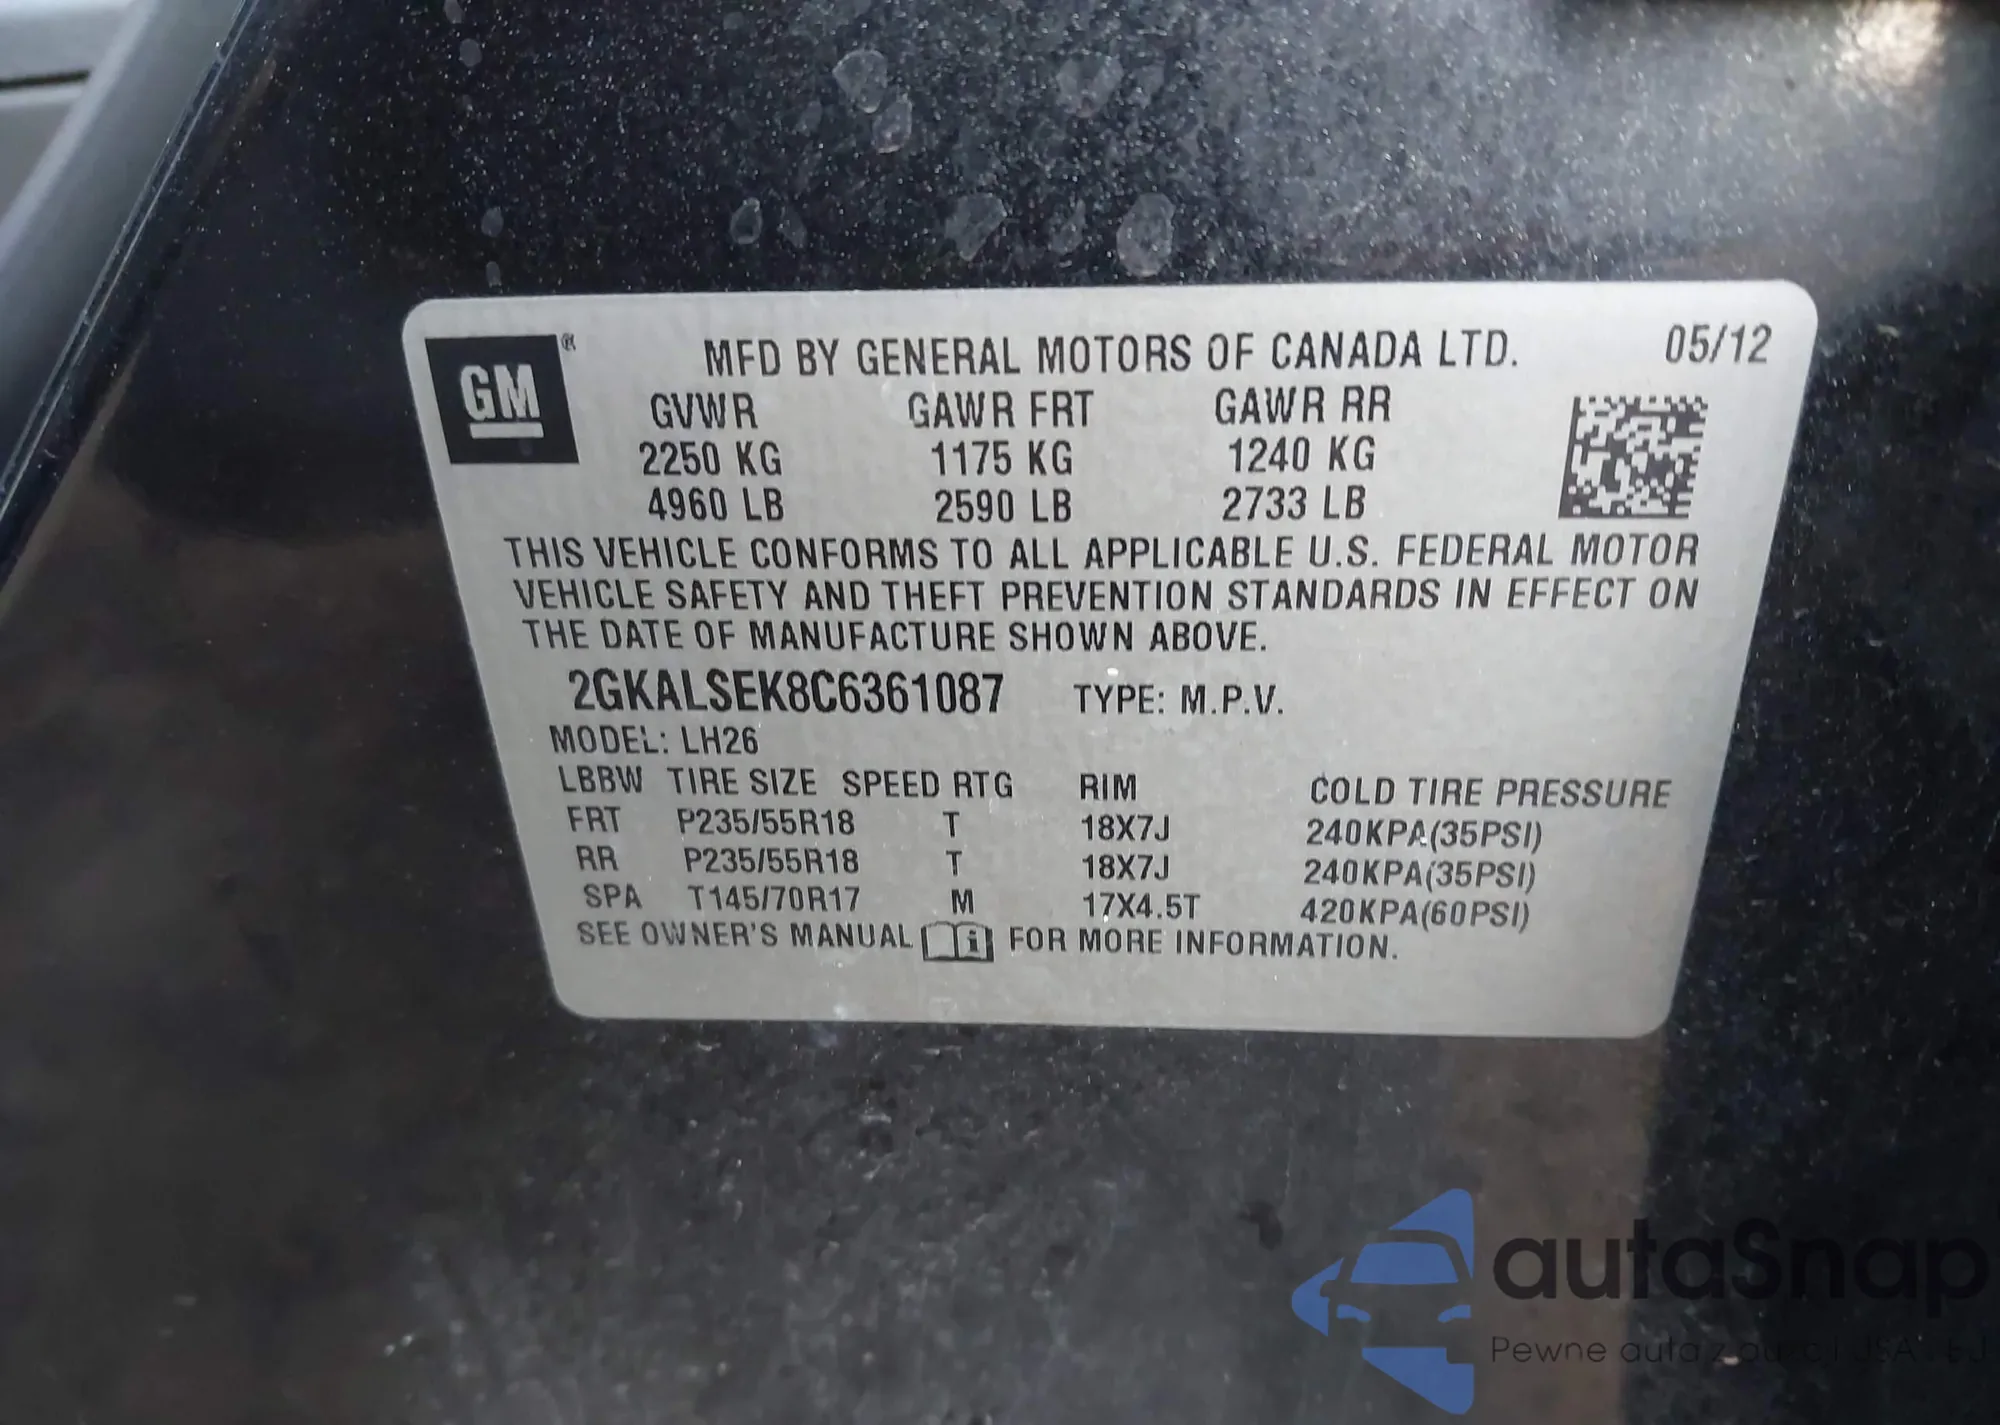 GM ® MFD BY GENERAL MOTORS OF CANADA LTD. 05/12
GVWR GAWR FRT GAWR RR
2250 KG 1175 KG 1240 KG
4960 LB 2590 LB 2733 LB
THIS VEHICLE CONFORMS TO ALL APPLICABLE U.S. FEDERAL MOTOR
VEHICLE SAFETY AND THEFT PREVENTION STANDARDS IN EFFECT ON
THE DATE OF MANUFACTURE SHOWN ABOVE.
2GKALSEK8C6361087 TYPE: M.P.V.
MODEL: LH26
LBBW TIRE SIZE SPEED RTG RIM COLD TIRE PRESSURE
FRT P235/55R18 T 18X7J 240KPA(35PSI)
RR P235/55R18 T 18X7J 240KPA(35PSI)
SPA T145/70R17 M 17X4.5T 420KPA(60PSI)
SEE OWNER'S MANUAL i FOR MORE INFORMATION.
autaSnap
Pewne auta z USA